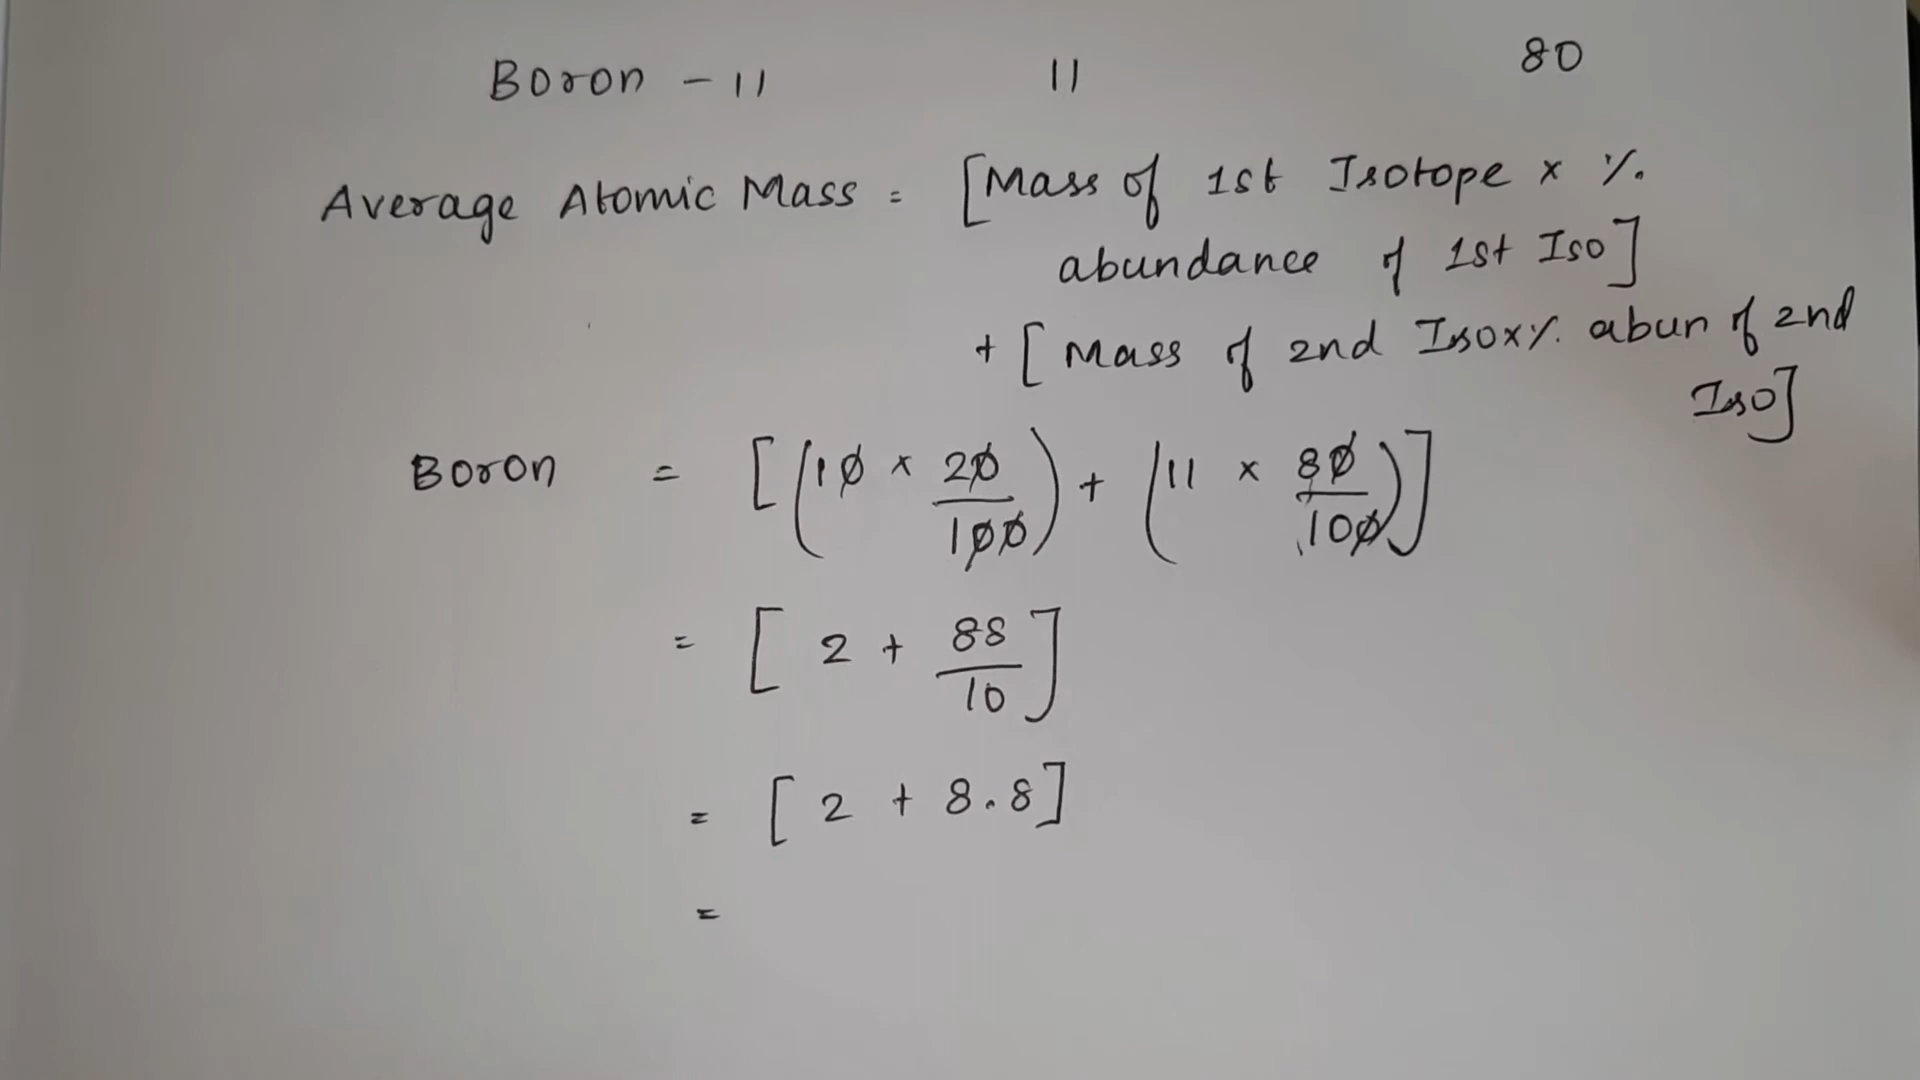 Boron - 11 11 80
Average Atomic Mass = [Mass of 1st Isotope x %.
abundance of 1st Iso]
+ [Mass of 2nd Iso x %. abun of 2nd
Iso]
Boron = [(10 x 20/100) + (11 x 80/100)]
= [2 + 88/10]
= [2 + 8.8]
=